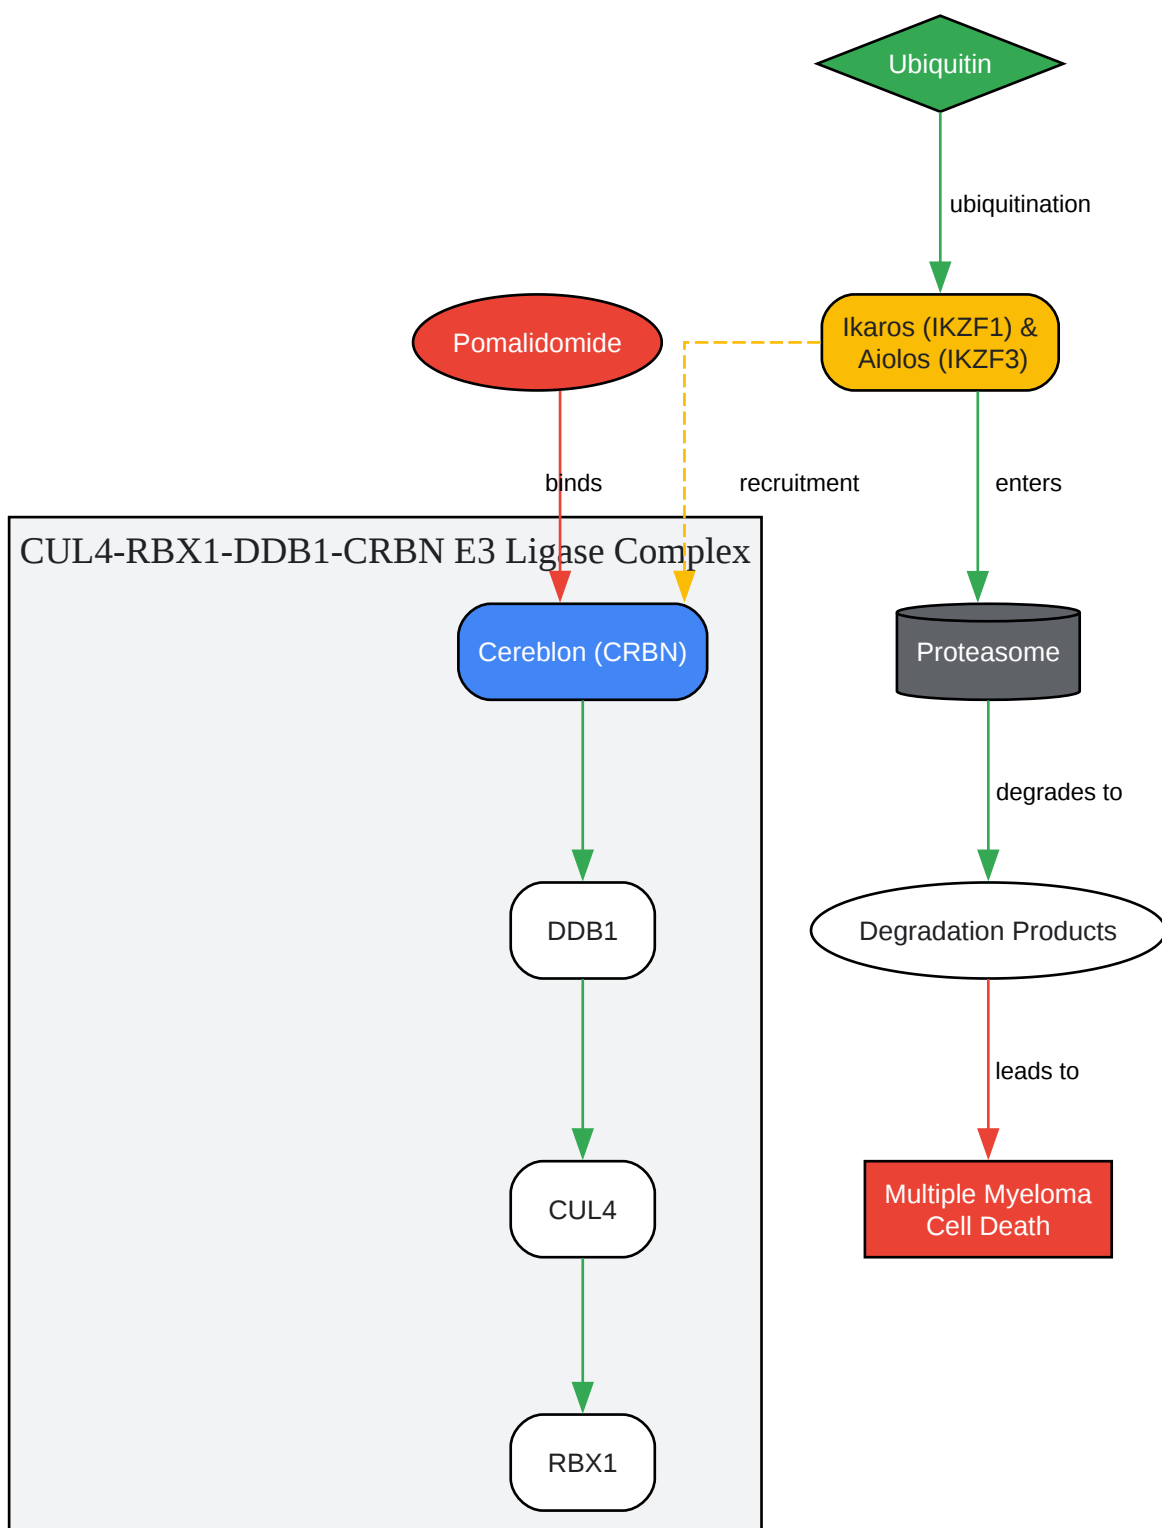 Ubiquitin
ubiquitination
Pomalidomide
Ikaros (IKZF1) &
Aiolos (IKZF3)
binds
recruitment
enters
CUL4-RBX1-DDB1-CRBN E3 Ligase Complex
Cereblon (CRBN)
Proteasome
degrades to
DDB1
Degradation Products
leads to
CUL4
Multiple Myeloma
Cell Death
RBX1